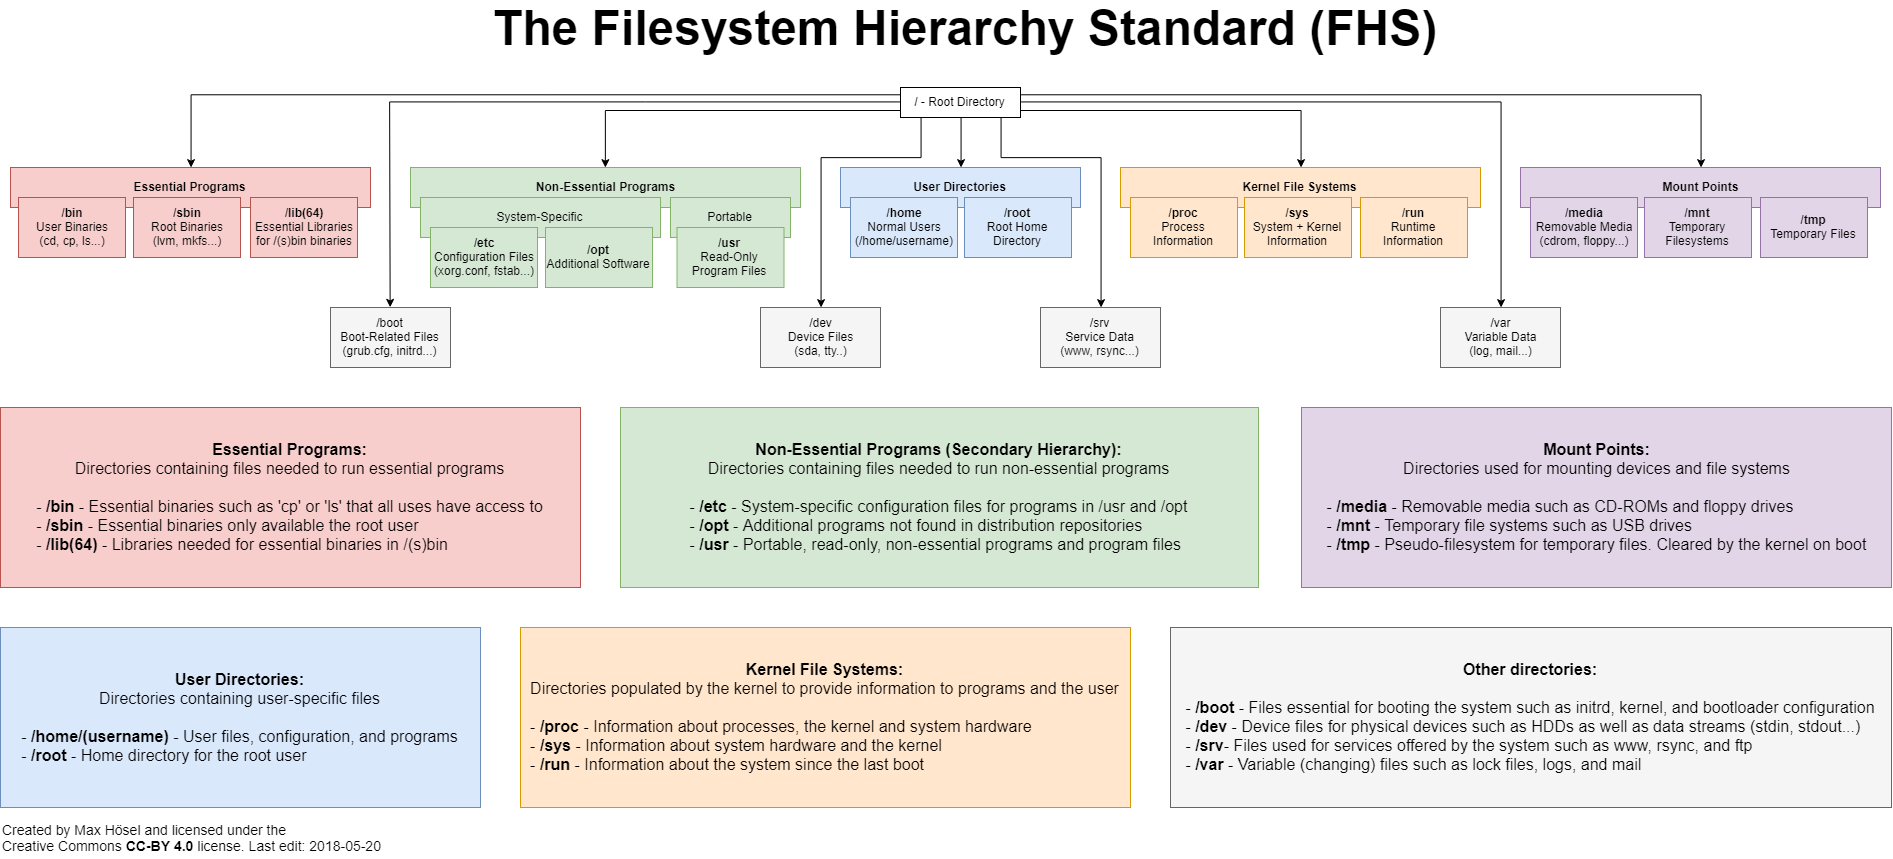 The Filesystem Hierarchy Standard (FHS)
/ - Root Directory
Essential Programs
/bin
User Binaries
(cd, cp, ls...)
/sbin
Root Binaries
(lvm, mkfs...)
/lib(64)
Essential Libraries
for /(s)bin binaries
Non-Essential Programs
System-Specific
/etc
Configuration Files
(xorg.conf, fstab...)
/opt
Additional Software
Portable
/usr
Read-Only
Program Files
User Directories
/home
Normal Users
(/home/username)
/root
Root Home
Directory
Kernel File Systems
/proc
Process
Information
/sys
System + Kernel
Information
/run
Runtime
Information
Mount Points
/media
Removable Media
(cdrom, floppy...)
/mnt
Temporary
Filesystems
/tmp
Temporary Files
/boot
Boot-Related Files
(grub.cfg, initrd...)
/dev
Device Files
(sda, tty..)
/srv
Service Data
(www, rsync...)
/var
Variable Data
(log, mail...)
Essential Programs:
Directories containing files needed to run essential programs
- /bin - Essential binaries such as 'cp' or 'ls' that all uses have access to
- /sbin - Essential binaries only available the root user
- /lib(64) - Libraries needed for essential binaries in /(s)bin
Non-Essential Programs (Secondary Hierarchy):
Directories containing files needed to run non-essential programs
- /etc - System-specific configuration files for programs in /usr and /opt
- /opt - Additional programs not found in distribution repositories
- /usr - Portable, read-only, non-essential programs and program files
Mount Points:
Directories used for mounting devices and file systems
- /media - Removable media such as CD-ROMs and floppy drives
- /mnt - Temporary file systems such as USB drives
- /tmp - Pseudo-filesystem for temporary files. Cleared by the kernel on boot
User Directories:
Directories containing user-specific files
- /home/(username) - User files, configuration, and programs
- /root - Home directory for the root user
Kernel File Systems:
Directories populated by the kernel to provide information to programs and the user
- /proc - Information about processes, the kernel and system hardware
- /sys - Information about system hardware and the kernel
- /run - Information about the system since the last boot
Other directories:
- /boot - Files essential for booting the system such as initrd, kernel, and bootloader configuration
- /dev - Device files for physical devices such as HDDs as well as data streams (stdin, stdout...)
- /srv- Files used for services offered by the system such as www, rsync, and ftp
- /var - Variable (changing) files such as lock files, logs, and mail
Created by Max Hösel and licensed under the
Creative Commons CC-BY 4.0 license. Last edit: 2018-05-20